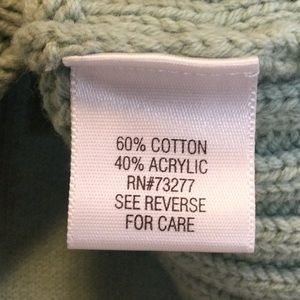 60% COTTON
40% ACRYLIC
RN#73277
SEE REVERSE
FOR CARE